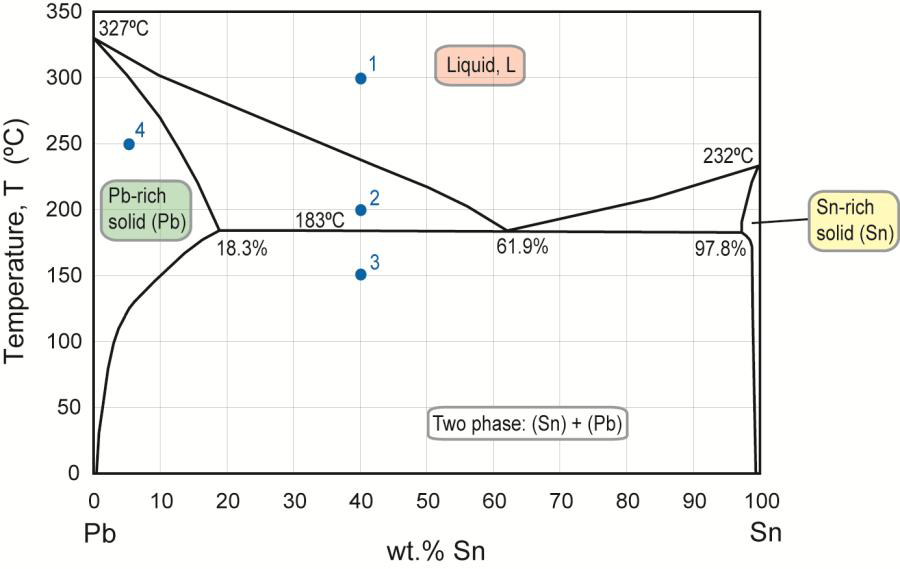 350
300
250
200
150
100
50
0
Temperature, T (ºC)
327ºC
1
Liquid, L
4
232ºC
Pb-rich
solid (Pb)
2
183ºC
Sn-rich
solid (Sn)
18.3%
61.9%
97.8%
3
Two phase: (Sn) + (Pb)
0 10 20 30 40 50 60 70 80 90 100
Pb
Sn
wt.% Sn